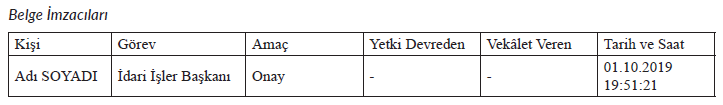 Belge İmzacıları
Kişi Görev Amaç Yetki Devreden Vekâlet Veren Tarih ve Saat
Adı SOYADI İdari İşler Başkanı Onay - - 01.10.2019
19:51:21